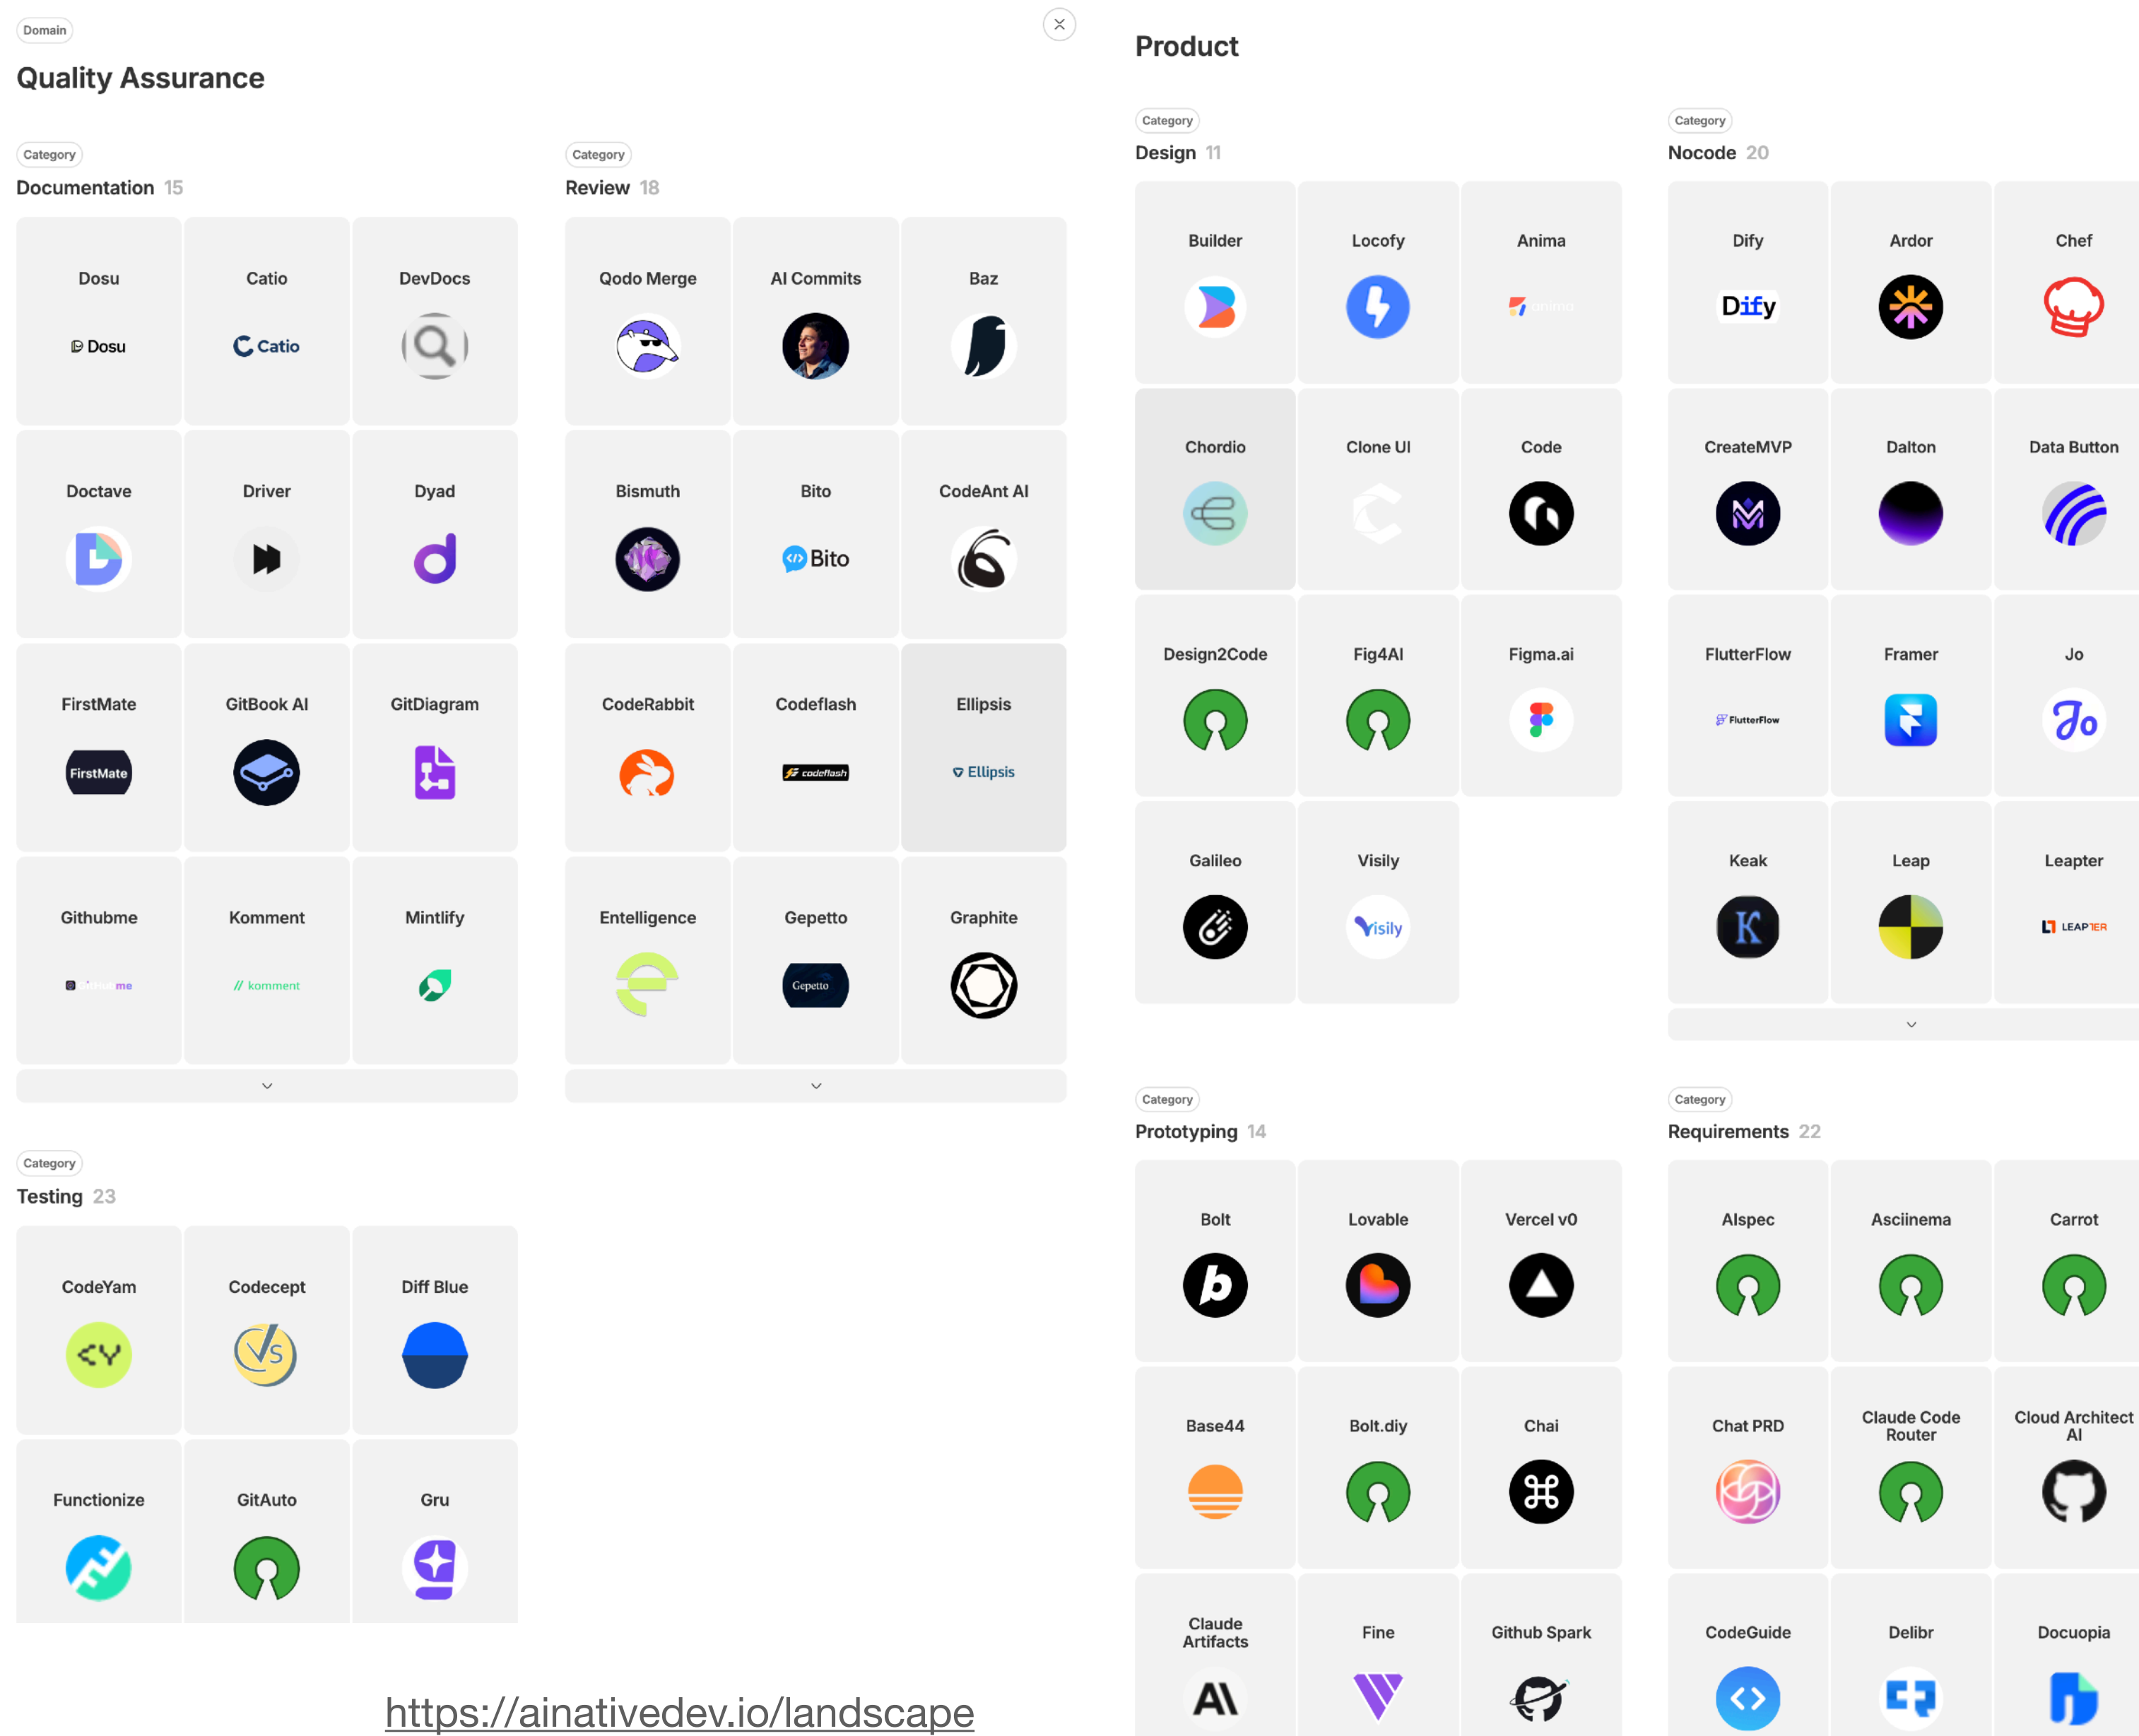 Domain
Quality Assurance
Category
Documentation 15
Dosu
Catio
DevDocs
Dosu
Catio
Doctave
Driver
Dyad
FirstMate
GitBook AI
GitDiagram
FirstMate
Githubme
Komment
Mintlify
me
// komment
Category
Review 18
Qodo Merge
AI Commits
Baz
Bismuth
Bito
CodeAnt AI
Bito
CodeRabbit
Codeflash
Ellipsis
codeflash
Ellipsis
Entelligence
Gepetto
Graphite
Gepetto
Category
Testing 23
CodeYam
Codecept
Diff Blue
<Y
VS
Functionize
GitAuto
Gru
https://ainativedev.io/landscape
Product
Category
Design 11
Builder
Locofy
Anima
anima
Chordio
Clone UI
Code
Design2Code
Fig4AI
Figma.ai
Galileo
Visily
Visily
Category
Nocode 20
Dify
Ardor
Chef
Dify
CreateMVP
Dalton
Data Button
FlutterFlow
Framer
Jo
FlutterFlow
Jo
Keak
Leap
Leapter
K
LEAPTER
Category
Prototyping 14
Bolt
Lovable
Vercel v0
b
Base44
Bolt.diy
Chai
Claude
Artifacts
Fine
Github Spark
Category
Requirements 22
AIspec
Asciinema
Carrot
Chat PRD
Claude Code
Router
Cloud Architect
AI
CodeGuide
Delibr
Docuopia